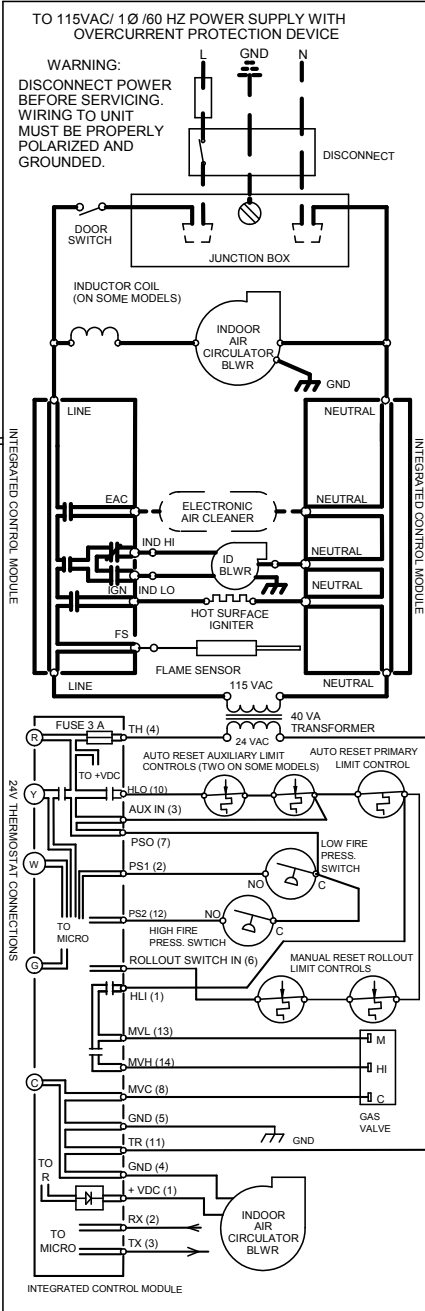 TO 115VAC/ 1 Ø /60 HZ POWER SUPPLY WITH
OVERCURRENT PROTECTION DEVICE
WARNING:
DISCONNECT POWER
BEFORE SERVICING.
WIRING TO UNIT
MUST BE PROPERLY
POLARIZED AND
GROUNDED.
L
GND
N
DISCONNECT
DOOR
SWITCH
JUNCTION BOX
INDUCTOR COIL
(ON SOME MODELS)
INDOOR
AIR
CIRCULATOR
BLWR
GND
INTEGRATED CONTROL MODULE
LINE
NEUTRAL
INTEGRATED CONTROL MODULE
EAC
ELECTRONIC
AIR CLEANER
NEUTRAL
IND HI
ID
BLWR
NEUTRAL
IGN
IND LO
NEUTRAL
HOT SURFACE
IGNITER
FS
FLAME SENSOR
LINE
115 VAC
NEUTRAL
24 VAC
40 VA
TRANSFORMER
24V THERMOSTAT CONNECTIONS
R
FUSE 3 A
TH (4)
TO +VDC
AUTO RESET AUXILIARY LIMIT
CONTROLS (TWO ON SOME MODELS)
AUTO RESET PRIMARY
LIMIT CONTROL
Y
HLO (10)
AUX IN (3)
PSO (7)
LOW FIRE
PRESS.
SWITCH
W
PS1 (2)
NO
C
TO
MICRO
PS2 (12)
NO
C
HIGH FIRE
PRESS. SWITCH
G
ROLLOUT SWITCH IN (6)
MANUAL RESET ROLLOUT
LIMIT CONTROLS
HLI (1)
MVL (13)
M
MVH (14)
HI
C
MVC (8)
C
GAS
VALVE
GND (5)
GND
TR (11)
TO
R
GND (4)
+ VDC (1)
INDOOR
AIR
CIRCULATOR
BLWR
TO
MICRO
RX (2)
TX (3)
INTEGRATED CONTROL MODULE